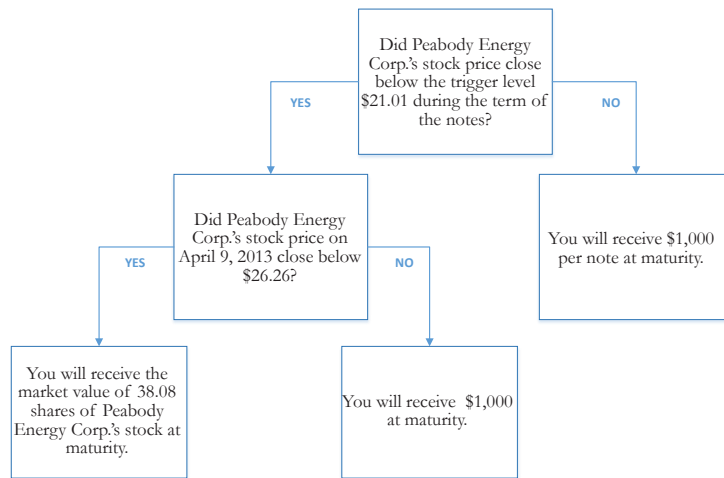 Did Peabody Energy
Corp.'s stock price close
below the trigger level
$21.01 during the term of
the notes?
YES
NO
Did Peabody Energy
Corp.'s stock price on
April 9, 2013 close below
$26.26?
You will receive $1,000
per note at maturity.
YES
NO
You will receive the
market value of 38.08
shares of Peabody
Energy Corp.'s stock at
maturity.
You will receive $1,000
at maturity.